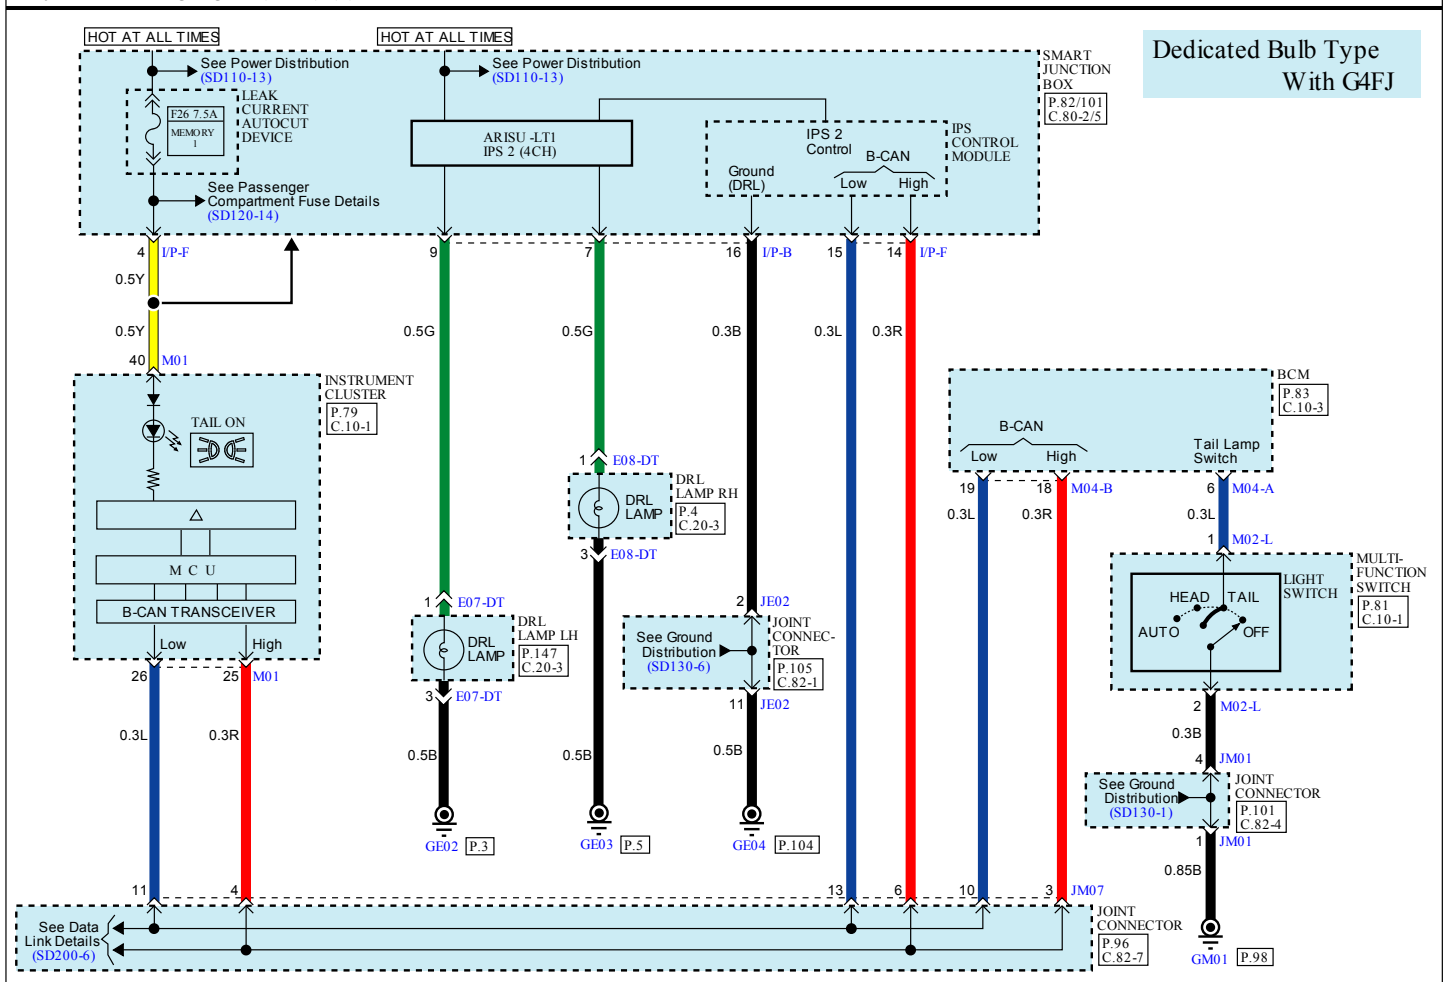 HOT AT ALL TIMES
HOT AT ALL TIMES
Dedicated Bulb Type
With G4FJ
See Power Distribution
(SD110-13)
See Power Distribution
(SD110-13)
SMART
JUNCTION
BOX
P.82/101
C.80-2/5
LEAK
CURRENT
AUTOCUT
DEVICE
F26 7.5A
MEMORY
1
ARISU -LT1
IPS 2 (4CH)
IPS 2
Control
IPS
CONTROL
MODULE
B-CAN
Low
High
Ground
(DRL)
See Passenger
Compartment Fuse Details
(SD120-14)
4
I/P-F
9
7
16
I/P-B
15
14
I/P-F
0.5Y
0.5Y
0.5G
0.5G
0.3B
0.3L
0.3R
40
M01
INSTRUMENT
CLUSTER
P.79
C.10-1
TAIL ON
M C U
B-CAN TRANSCEIVER
Low
High
26
25
M01
0.3L
0.3R
BCM
P.83
C.10-3
B-CAN
Low
High
Tail Lamp
Switch
19
18
M04-B
6
M04-A
0.3L
0.3R
0.3L
1
M02-L
1
E08-DT
DRL
LAMP RH
P.4
C.20-3
DRL
LAMP
3
E08-DT
1
E07-DT
DRL
LAMP LH
P.147
C.20-3
DRL
LAMP
3
E07-DT
2
JE02
JOINT
CONNEC-
TOR
P.105
C.82-1
See Ground
Distribution
(SD130-6)
11
JE02
MULTI-
FUNCTION
SWITCH
P.81
C.10-1
LIGHT
SWITCH
HEAD
TAIL
AUTO
OFF
2
M02-L
0.3B
4
JM01
See Ground
Distribution
(SD130-1)
JOINT
CONNECTOR
P.101
C.82-4
1
JM01
0.85B
0.5B
0.5B
0.5B
GE02
P.3
GE03
P.5
GE04
P.104
GM01
P.98
11
4
13
6
10
3
JM07
See Data
Link Details
(SD200-6)
JOINT
CONNECTOR
P.96
C.82-7